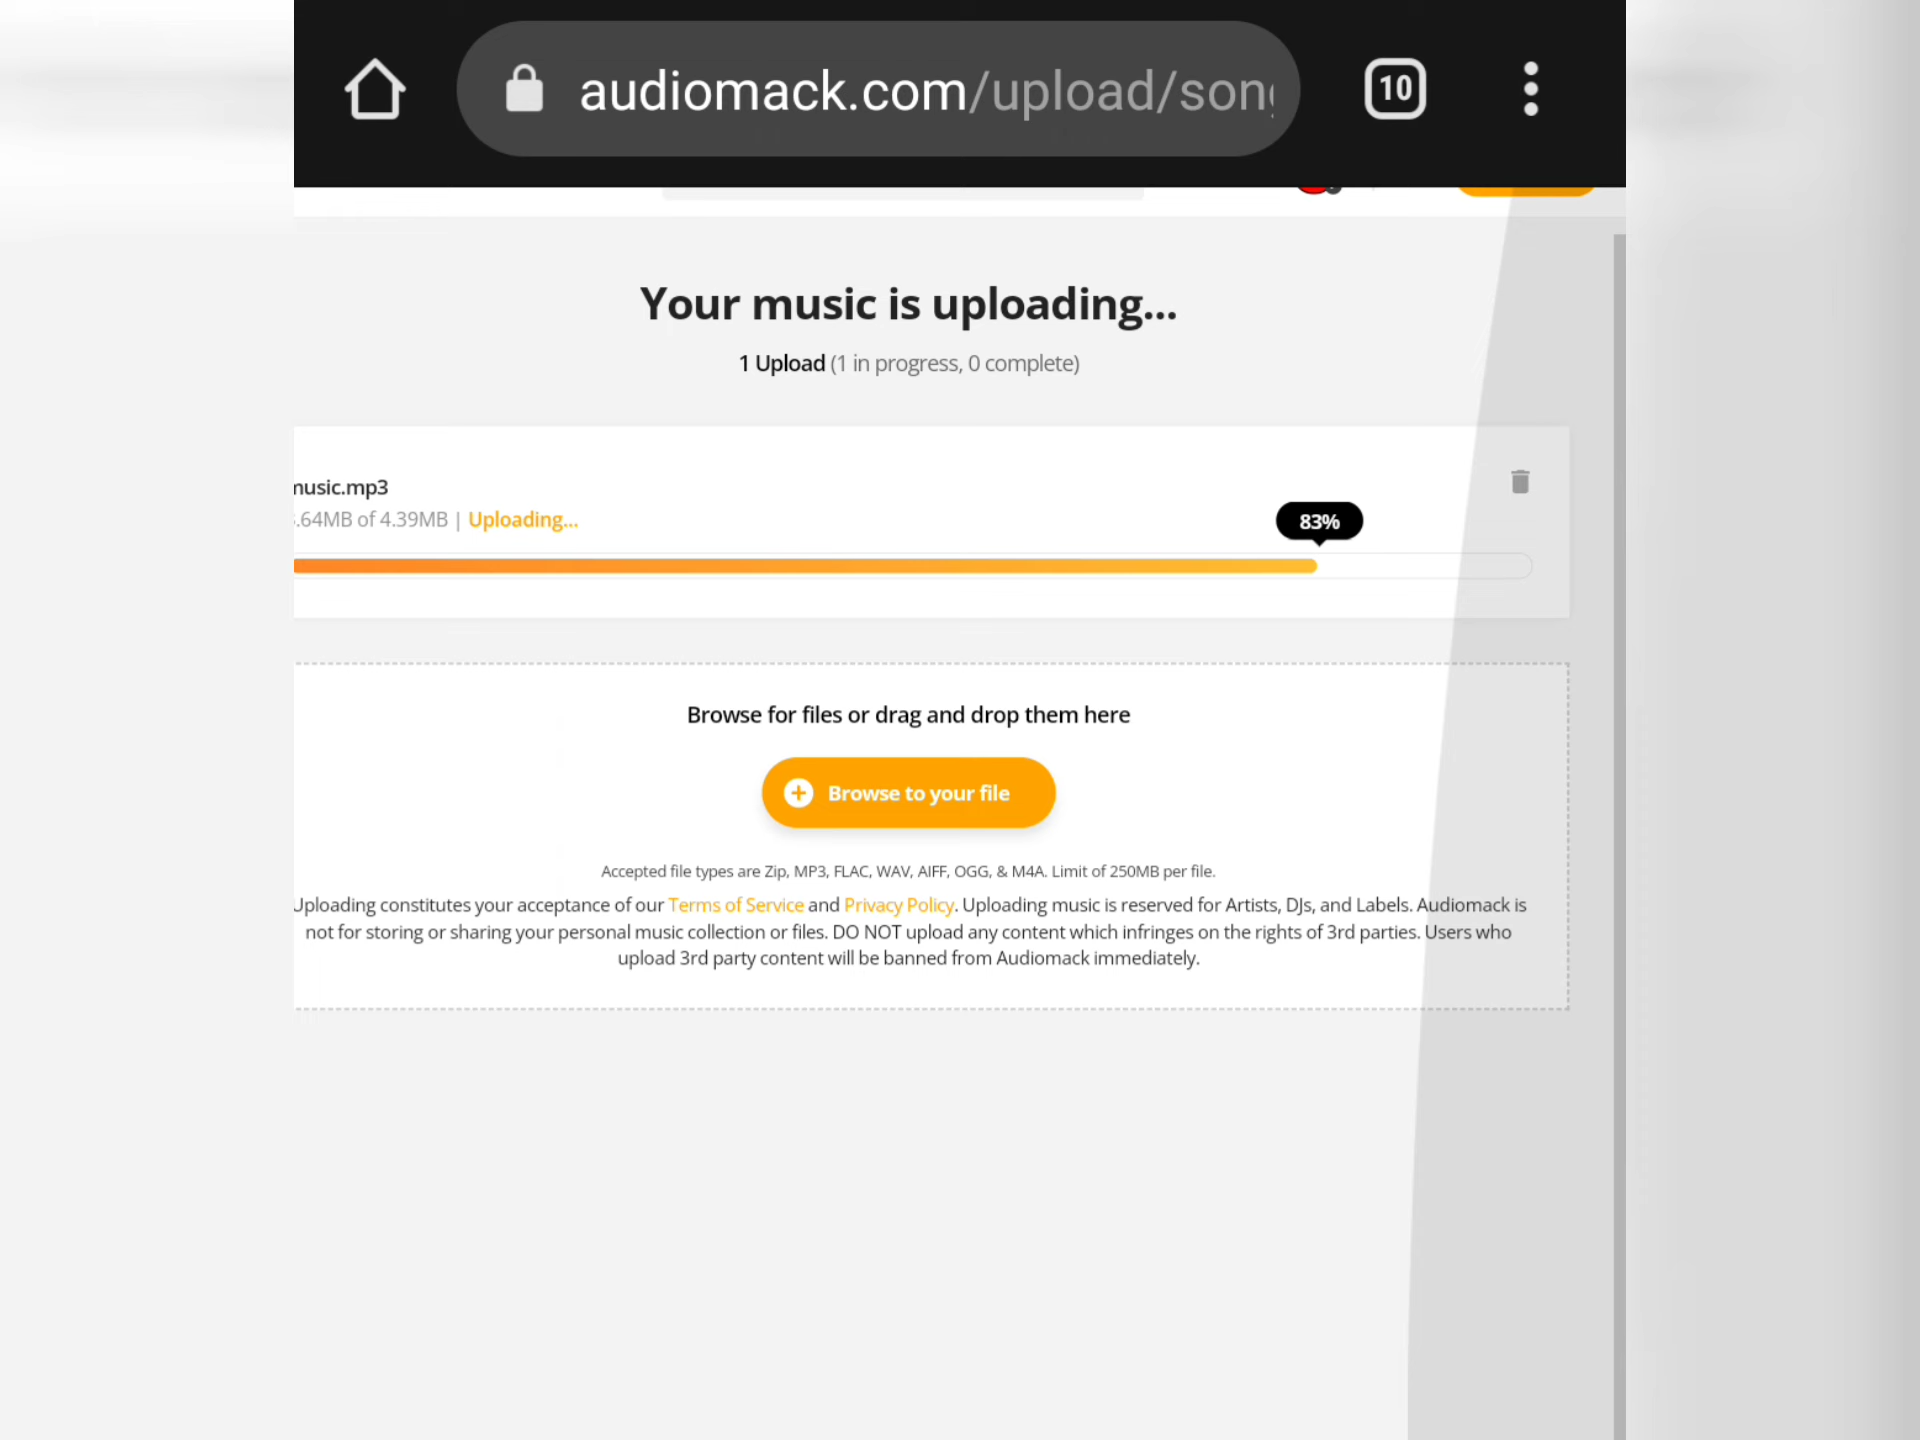 audiomack.com/upload/song
10
Your music is uploading...
1 Upload (1 in progress, 0 complete)
music.mp3
.64MB of 4.39MB | Uploading...
83%
Browse for files or drag and drop them here
Browse to your file
Accepted file types are Zip, MP3, FLAC, WAV, AIFF, OGG, & M4A. Limit of 250MB per file.
Uploading constitutes your acceptance of our Terms of Service and Privacy Policy. Uploading music is reserved for Artists, DJs, and Labels. Audiomack is
not for storing or sharing your personal music collection or files. DO NOT upload any content which infringes on the rights of 3rd parties. Users who
upload 3rd party content will be banned from Audiomack immediately.